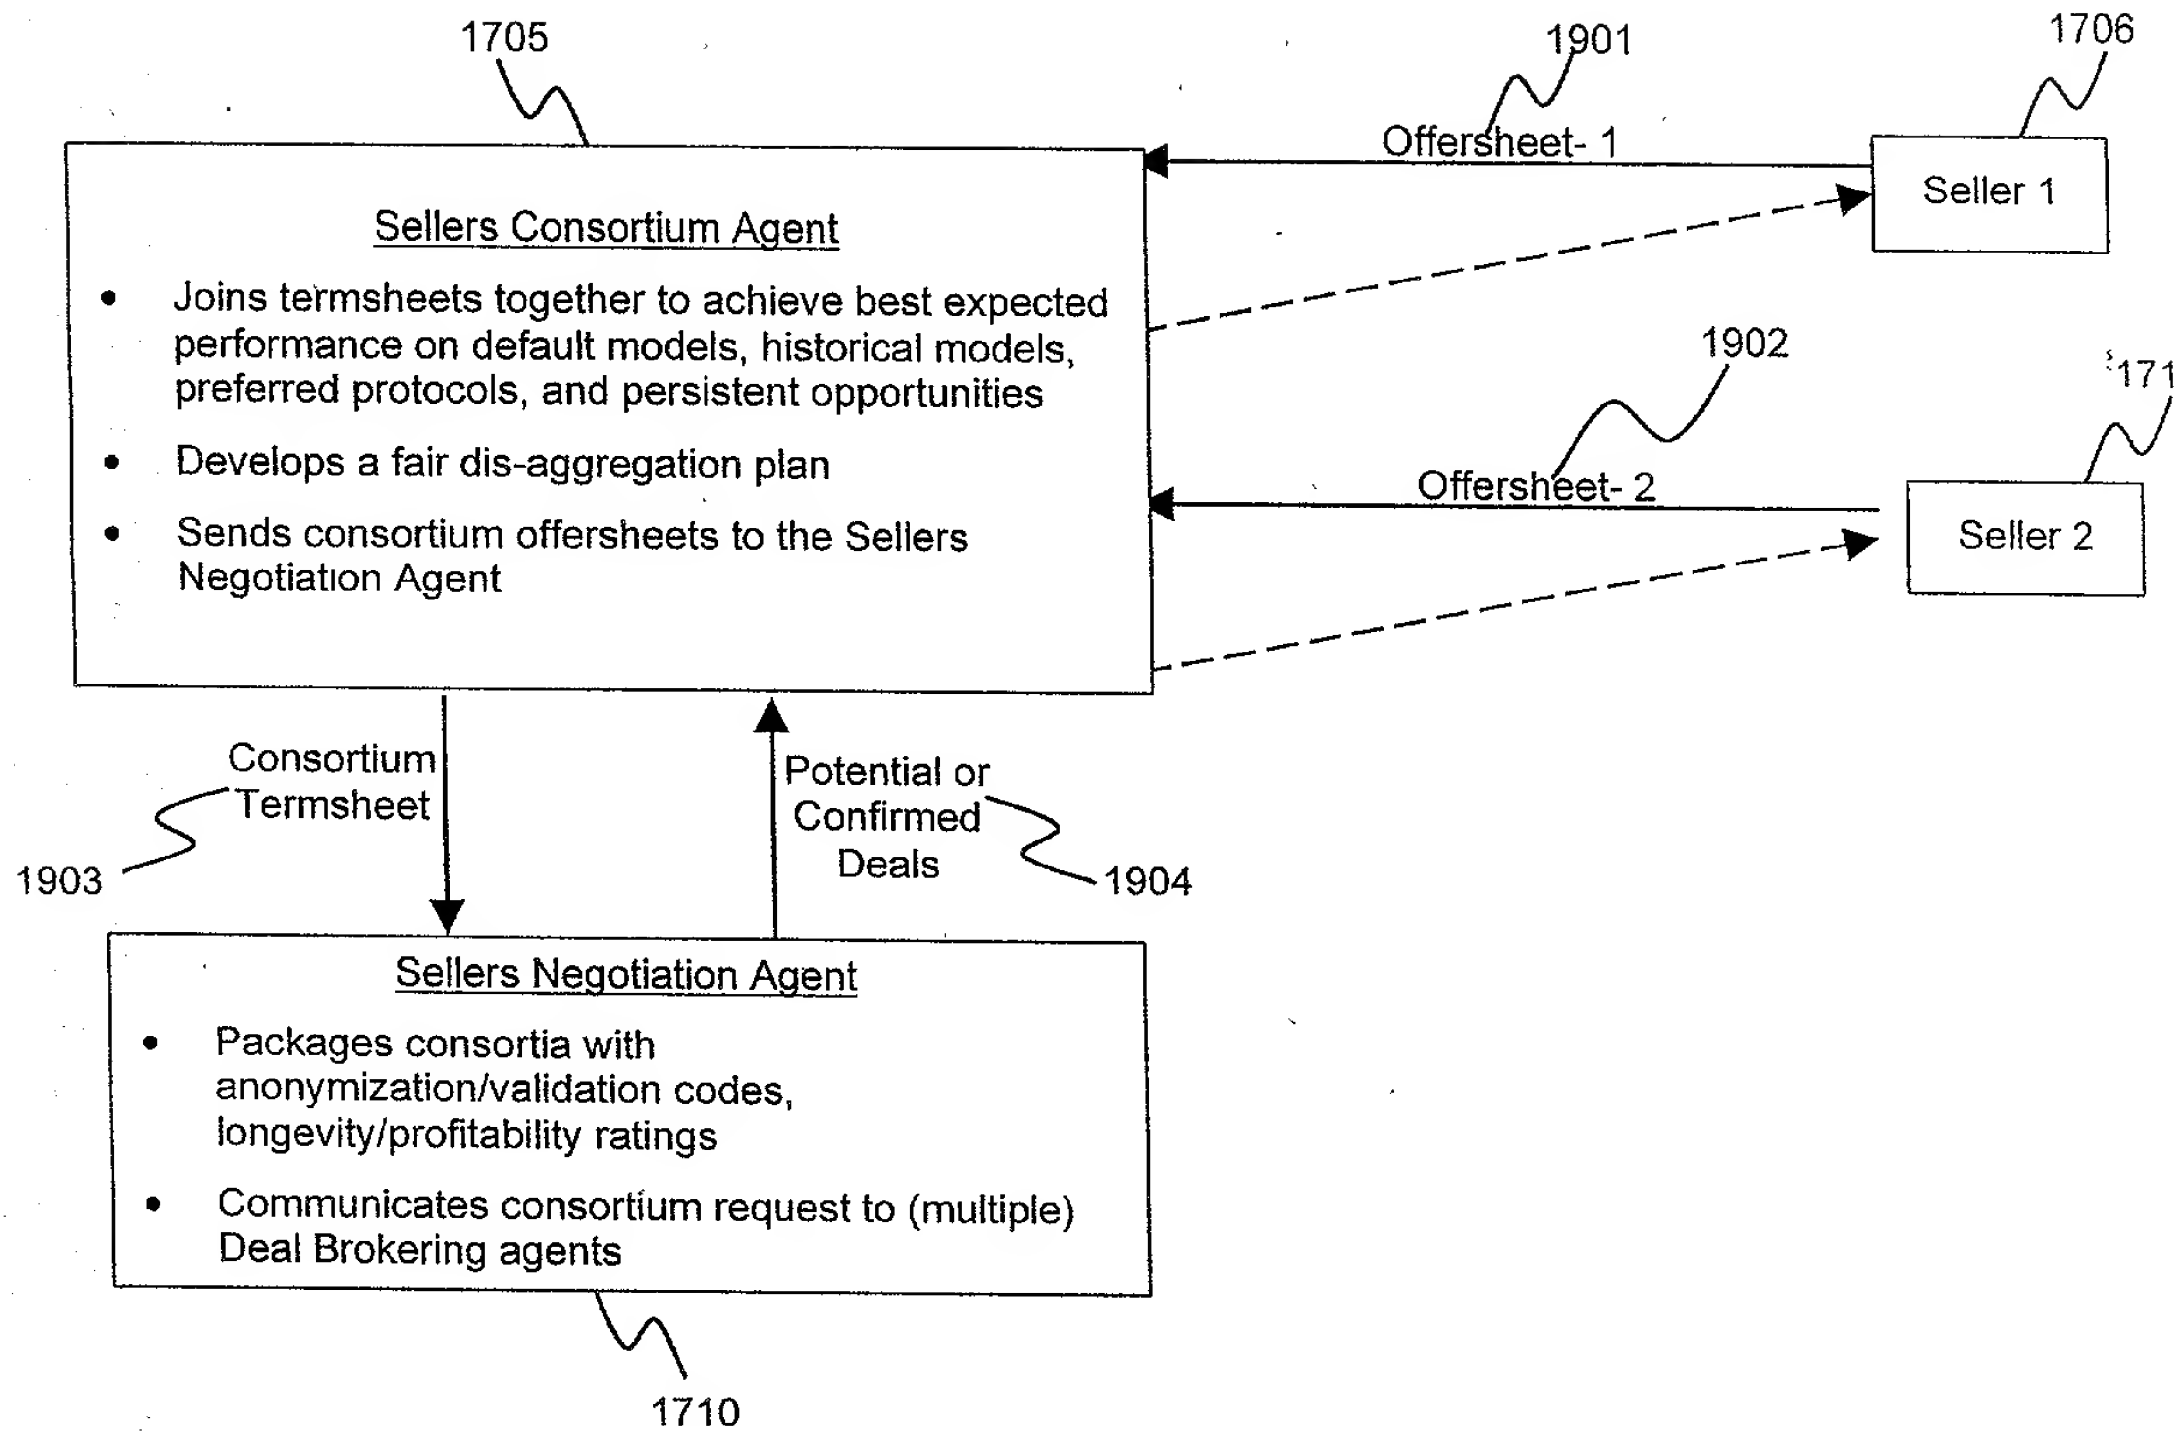 1705
1901
1706
Offersheet- 1
Seller 1
Sellers Consortium Agent
• Joins termsheets together to achieve best expected
performance on default models, historical models,
preferred protocols, and persistent opportunities
1902
171
• Develops a fair dis-aggregation plan
Offersheet- 2
Seller 2
• Sends consortium offersheets to the Sellers
Negotiation Agent
Consortium
Termsheet
Potential or
Confirmed
Deals
1903
1904
Sellers Negotiation Agent
• Packages consortia with
anonymization/validation codes,
longevity/profitability ratings
• Communicates consortium request to (multiple)
Deal Brokering agents
1710